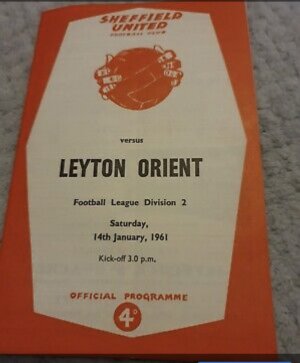 SHEFFIELD
UNITED
FOOTBALL CLUB
versus
LEYTON ORIENT
Football League Division 2
Saturday,
14th January, 1961
Kick-off 3.0 p.m.
OFFICIAL PROGRAMME
4D